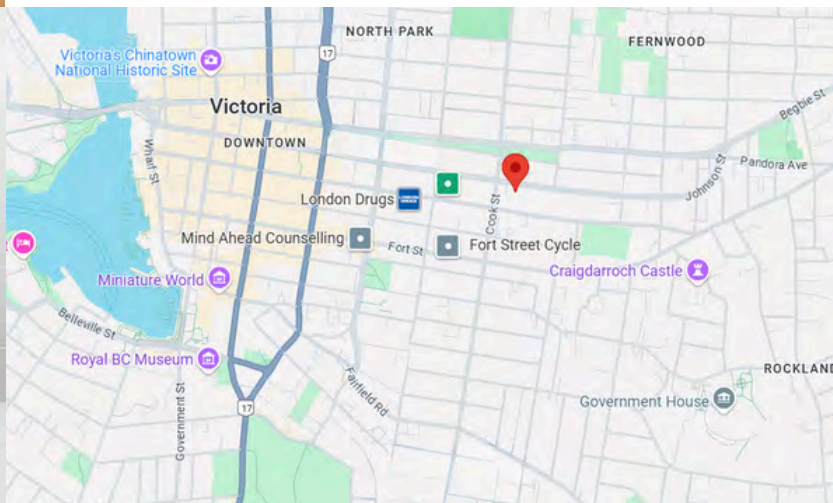 NORTH PARK
17
FERNWOOD
Victoria's Chinatown
National Historic Site
Begbie St
Victoria
Wharf St
DOWNTOWN
Pandora Ave
Johnson St
London Drugs
Cook St
Mind Ahead Counselling
Fort St
Fort Street Cycle
Craigdarroch Castle
Miniature World
Belleville St
Royal BC Museum
ROCKLAND
Fairfield Rd
Government St
Government House
17